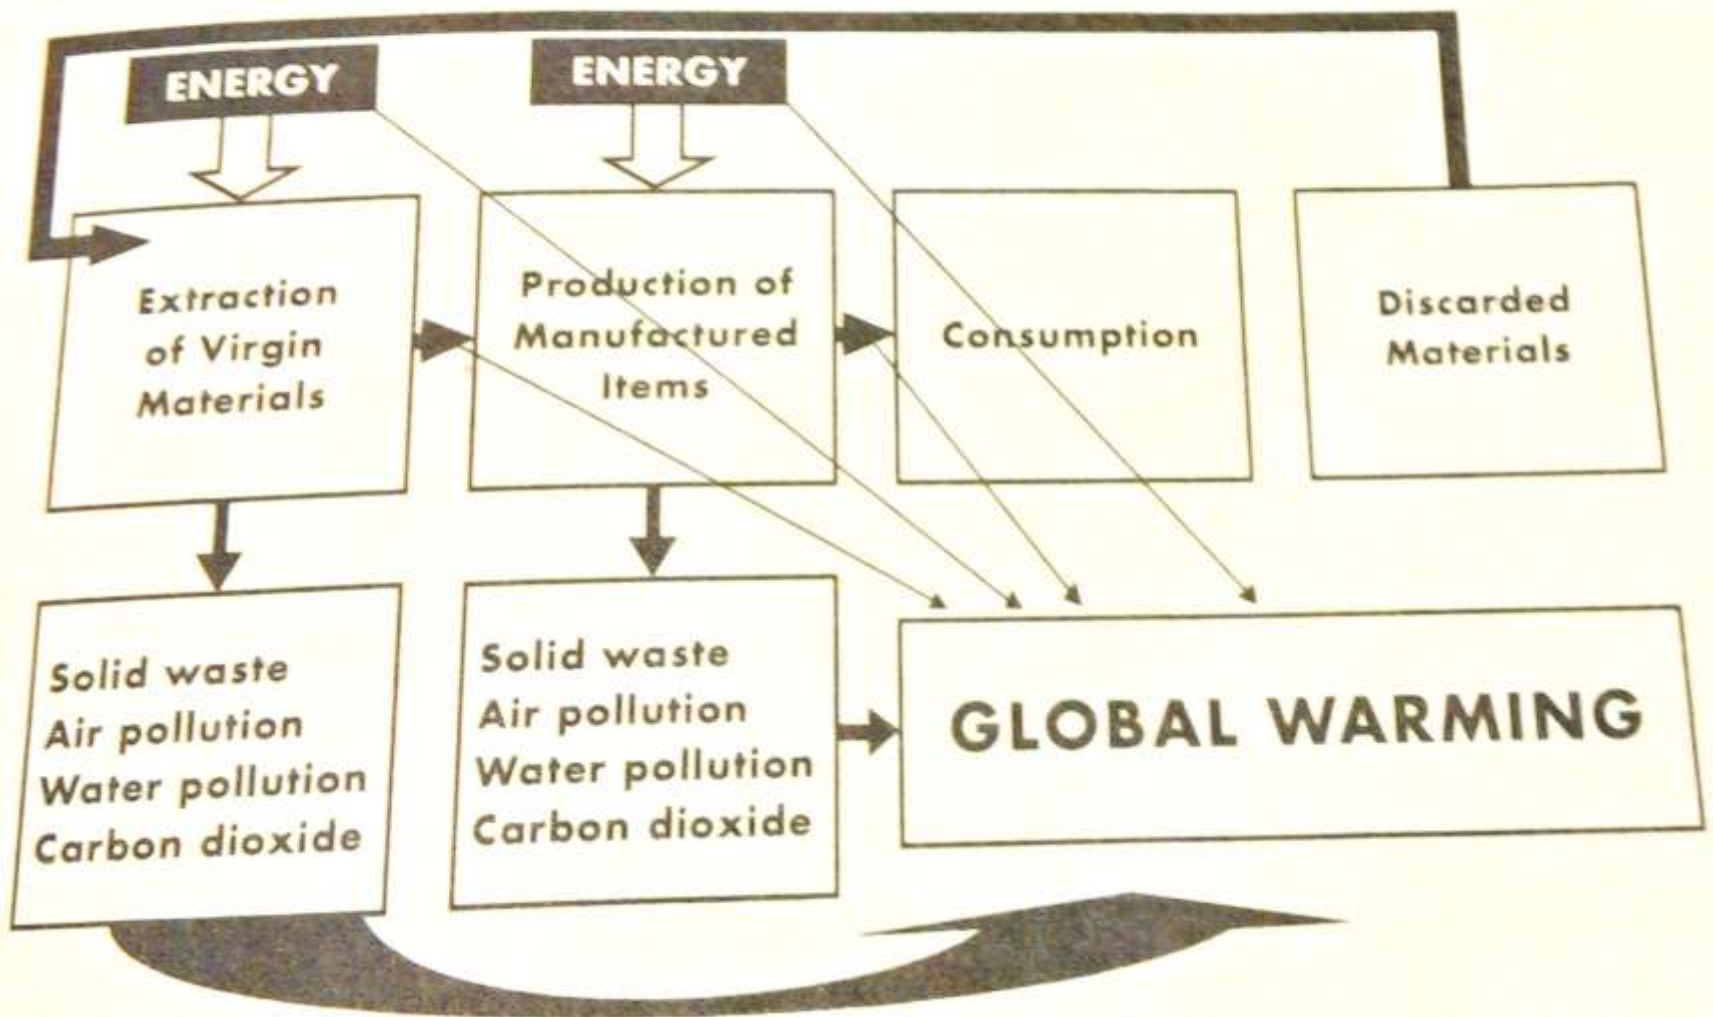 ENERGY
ENERGY
Extraction
of Virgin
Materials
Production of
Manufactured
Items
Consumption
Discarded
Materials
Solid waste
Air pollution
Water pollution
Carbon dioxide
Solid waste
Air pollution
Water pollution
Carbon dioxide
GLOBAL WARMING